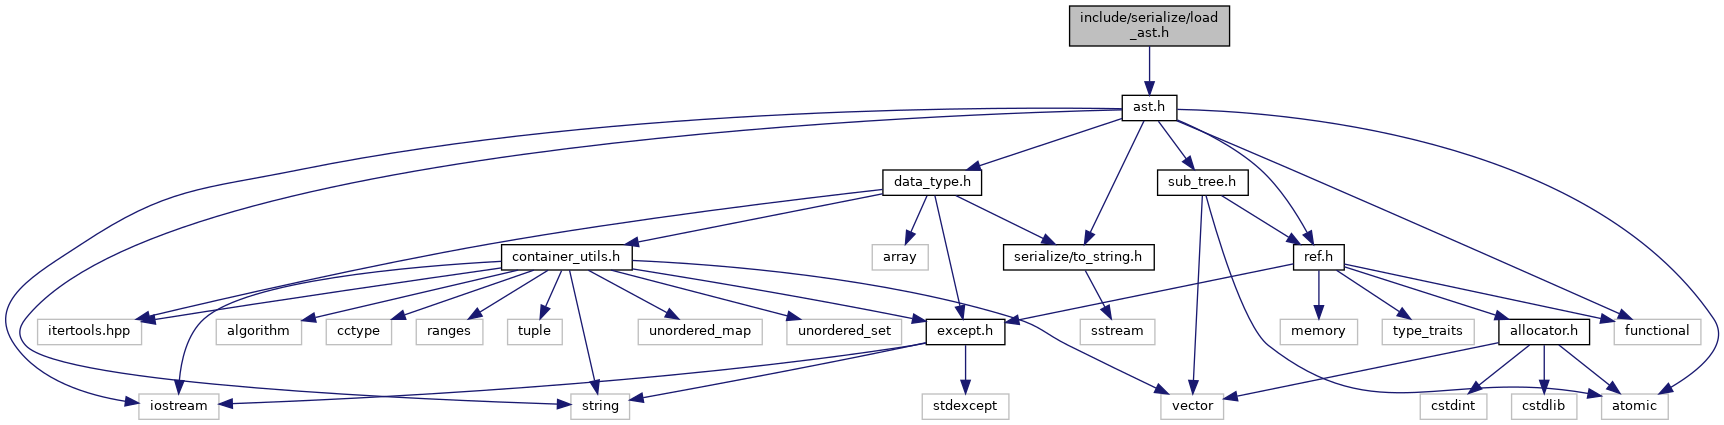 include/serialize/load
_ast.h
ast.h
data_type.h
sub_tree.h
container_utils.h
array
serialize/to_string.h
ref.h
itertools.hpp
algorithm
cctype
ranges
tuple
unordered_map
unordered_set
except.h
sstream
memory
type_traits
allocator.h
functional
iostream
string
stdexcept
vector
cstdint
cstdlib
atomic